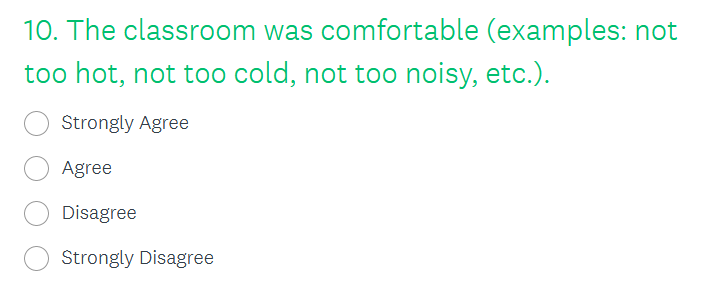 10. The classroom was comfortable (examples: not
too hot, not too cold, not too noisy, etc.).
Strongly Agree
Agree
Disagree
Strongly Disagree